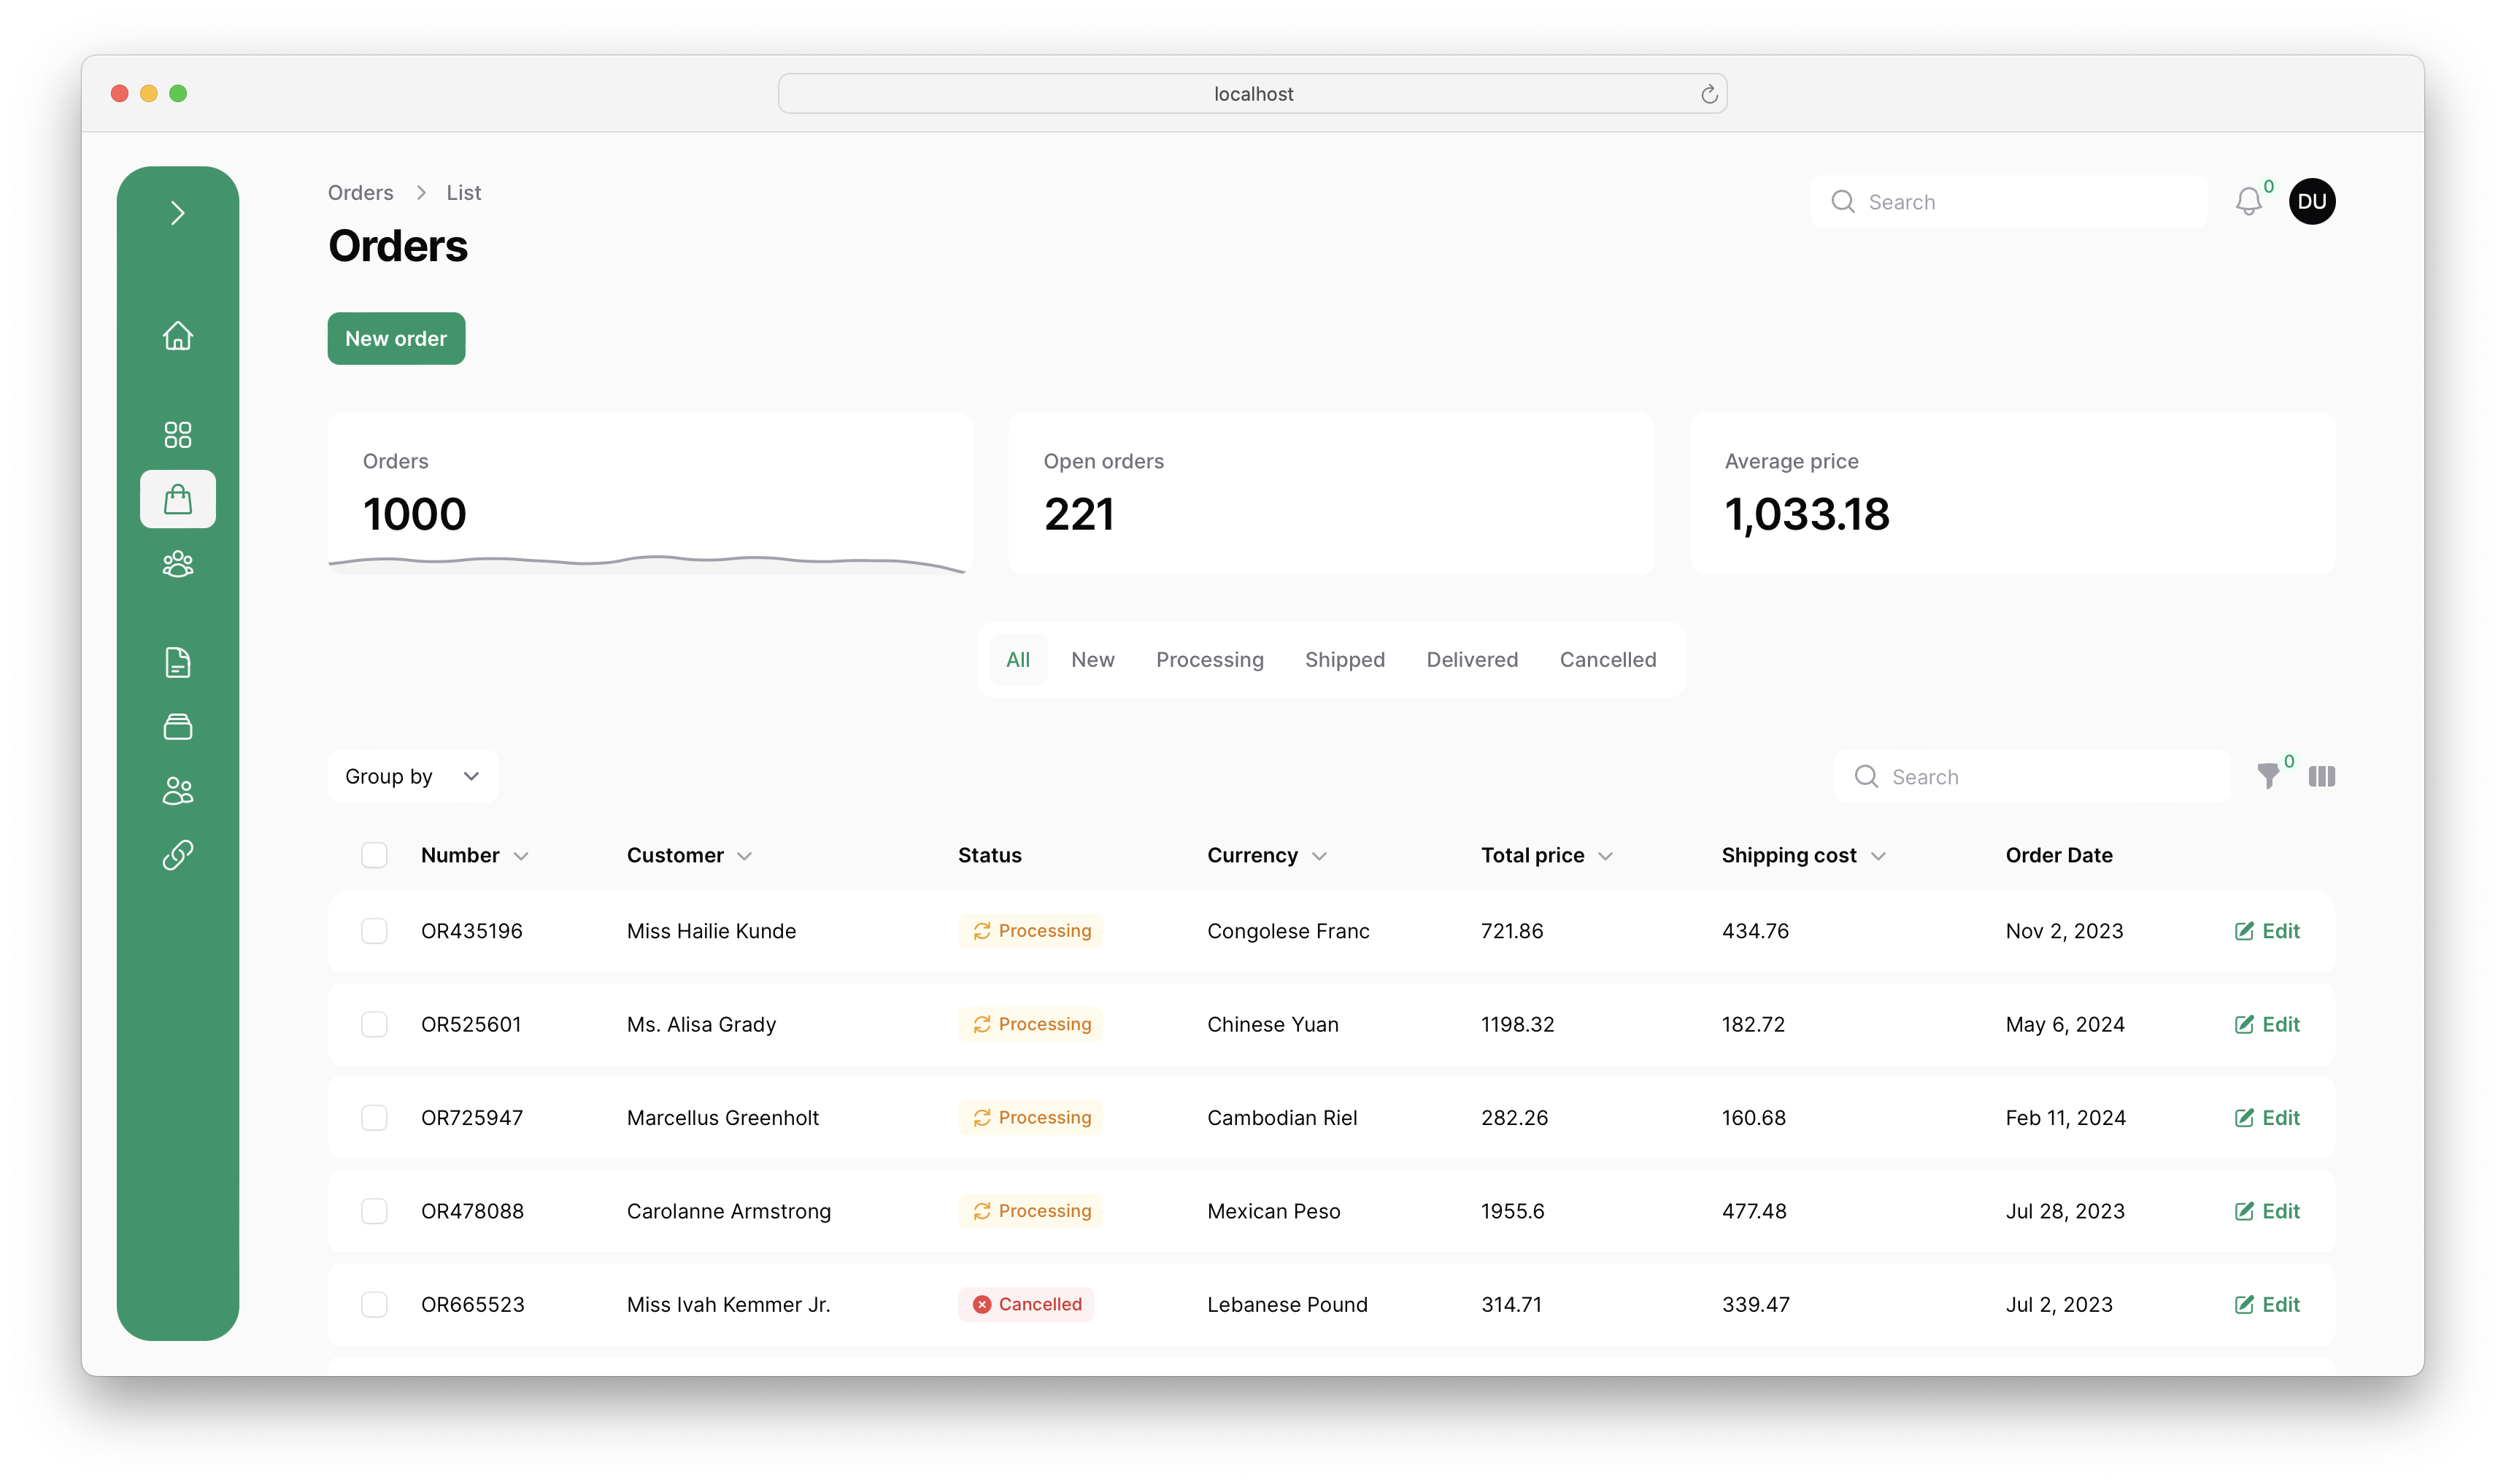 localhost
Orders > List
Search
0
DU
Orders
New order
Orders
1000
Open orders
221
Average price
1,033.18
All New Processing Shipped Delivered Cancelled
Group by
Search
0
Number Customer Status Currency Total price Shipping cost Order Date
OR435196 Miss Hailie Kunde Processing Congolese Franc 721.86 434.76 Nov 2, 2023 Edit
OR525601 Ms. Alisa Grady Processing Chinese Yuan 1198.32 182.72 May 6, 2024 Edit
OR725947 Marcellus Greenholt Processing Cambodian Riel 282.26 160.68 Feb 11, 2024 Edit
OR478088 Carolanne Armstrong Processing Mexican Peso 1955.6 477.48 Jul 28, 2023 Edit
OR665523 Miss Ivah Kemmer Jr. Cancelled Lebanese Pound 314.71 339.47 Jul 2, 2023 Edit